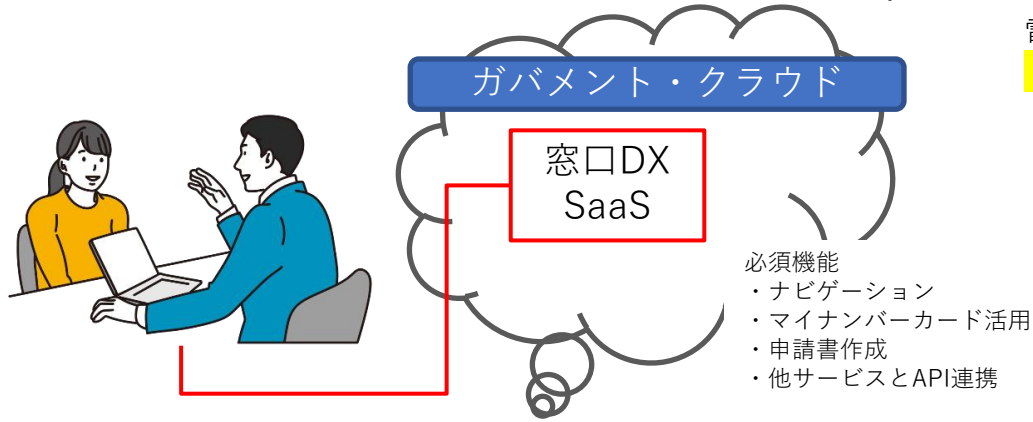 ガバメント・クラウド
窓口DX
SaaS
必須機能
・ナビゲーション
・マイナンバーカード活用
・申請書作成
・他サービスとAPI連携